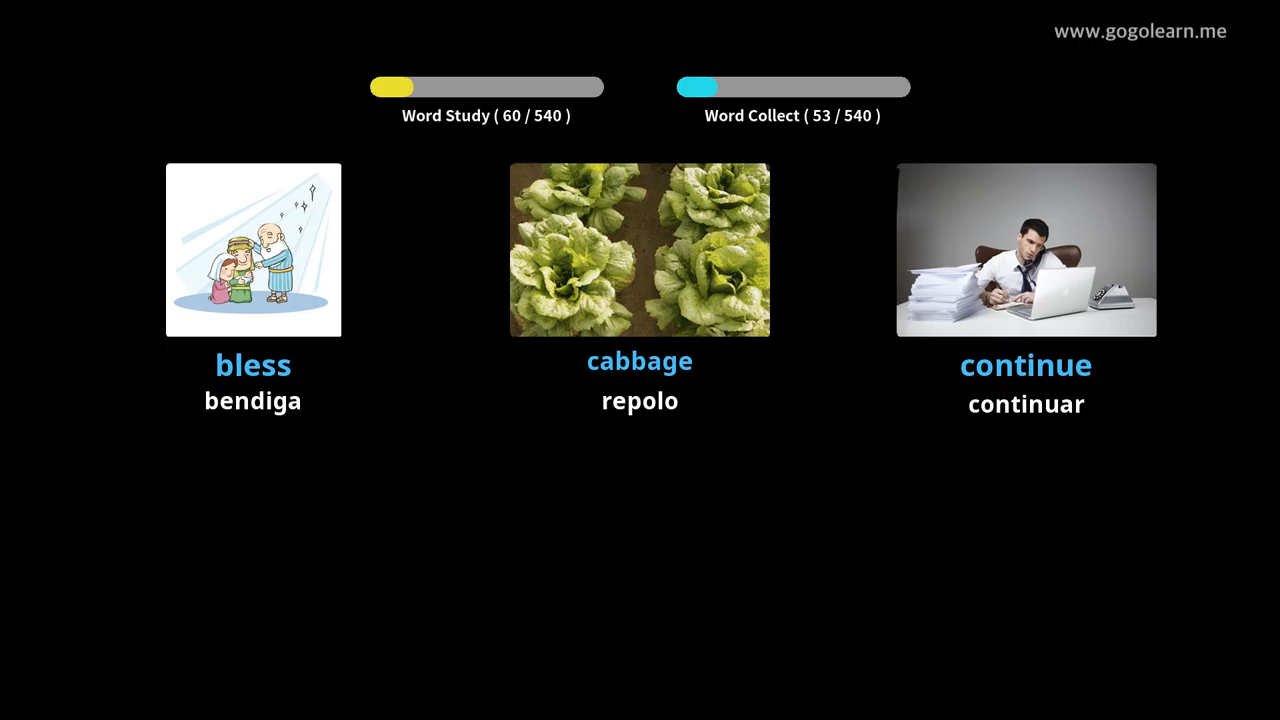 www.gogolearn.me
Word Study ( 60 / 540 )
Word Collect ( 53 / 540 )
bless
bendiga
cabbage
repolo
continue
continuar